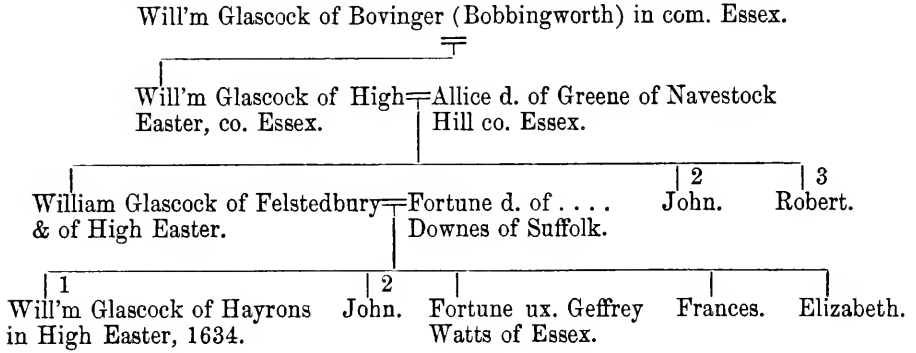 Will'm Glascock of Bovinger (Bobbingworth) in com. Essex.
Will'm Glascock of High=Allice d. of Greene of Navestock
Easter, co. Essex. Hill co. Essex.
2 3
William Glascock of Felstedbury=Fortune d. of .... John. Robert.
& of High Easter. Downes of Suffolk.
1 2
Will'm Glascock of Hayrons John. Fortune ux. Geffrey Frances. Elizabeth.
in High Easter, 1634. Watts of Essex.